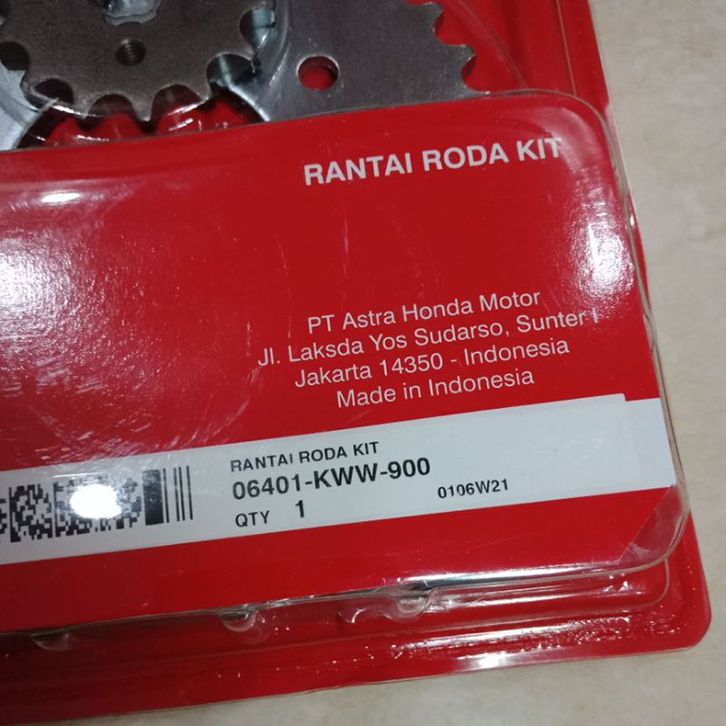 RANTAI RODA KIT
PT Astra Honda Motor
Jl. Laksda Yos Sudarso, Sunter I
Jakarta 14350 - Indonesia
Made in Indonesia
RANTAI RODA KIT
06401-KWW-900
QTY 1 0106W21